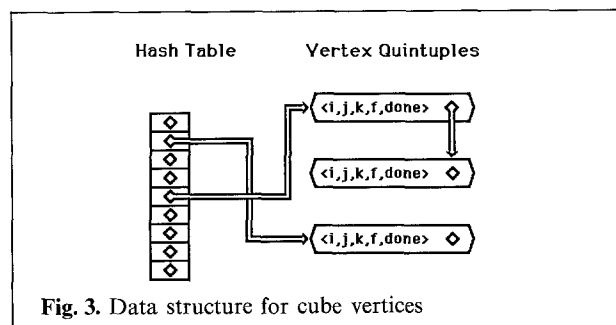 Hash Table
Vertex Quintuples
<i,j,k,f,done>
<i,j,k,f,done>
<i,j,k,f,done>
Fig. 3. Data structure for cube vertices